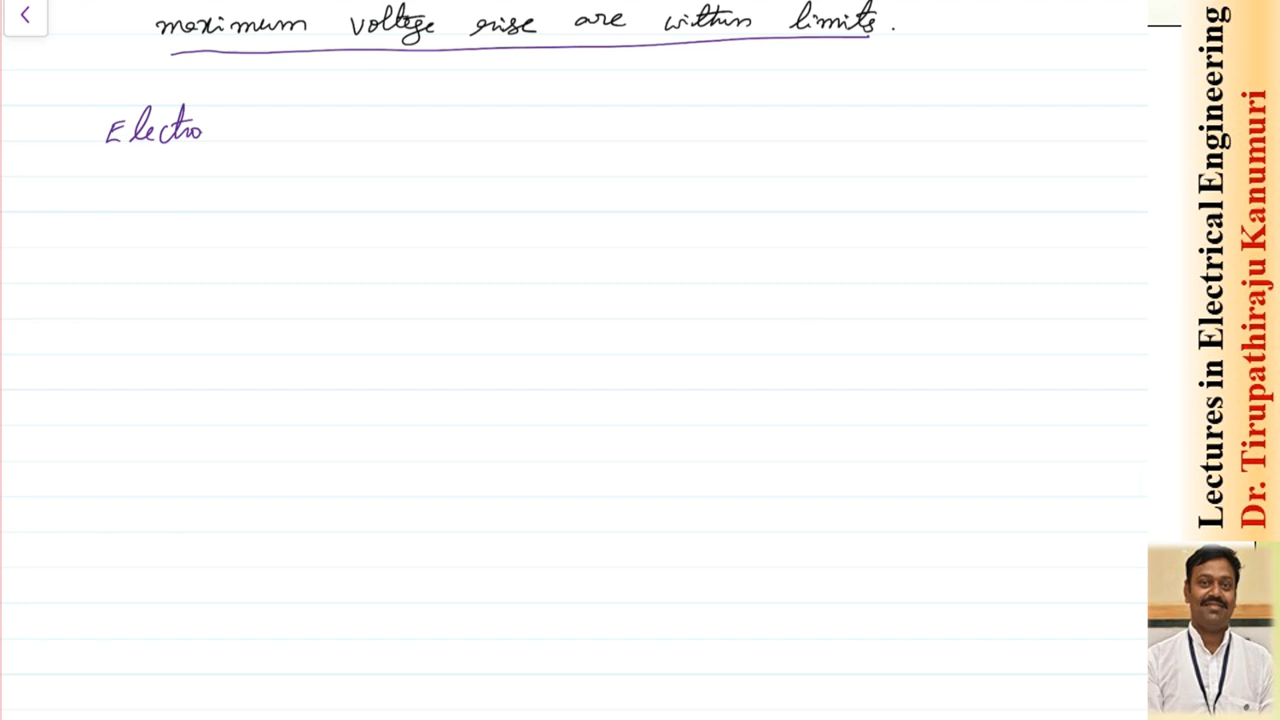 maximum voltage rise are within limits.
Electro
Lectures in Electrical Engineering
Dr. Tirupathiraju Kanumuri